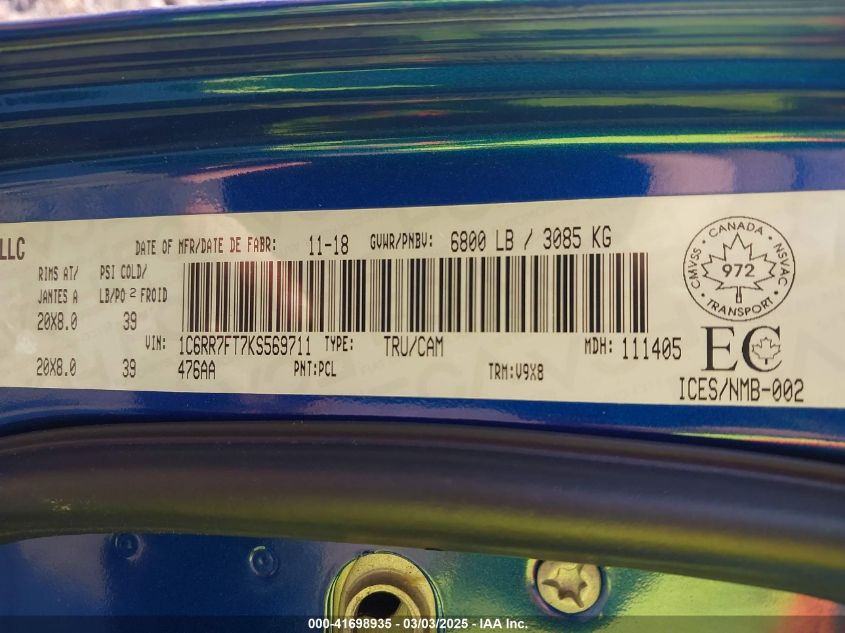 LLC
DATE OF MFR/DATE DE FABR: 11-18 GVWR/PNBV: 6800 LB / 3085 KG
RIMS AT/ PSI COLD/
JANTES A LB/PO 2 FROID
20X8.0 39
VIN: 1C6RR7FT7KS569711 TYPE: TRU/CAM MDH: 111405
20X8.0 39 476AA PNT:PCL TRM:V9X8
CANADA
CMVSS NSVAC
972
TRANSPORT
EC
ICES/NMB-002
000-41698935 - 03/03/2025 - IAA Inc.